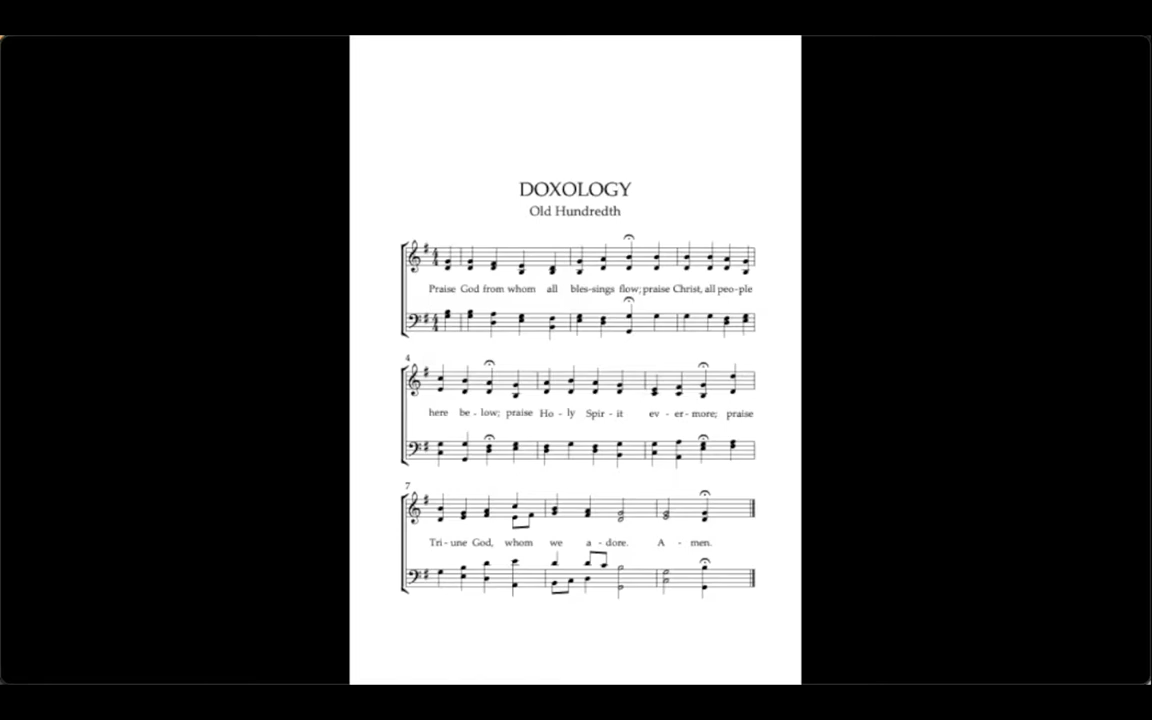 DOXOLOGY
Old Hundredth
Praise God from whom all bles-sings flow; praise Christ, all peo-ple
4
here be - low; praise Ho - ly Spir - it ev - er - more; praise
7
Tri - une God, whom we a - dore. A - men.